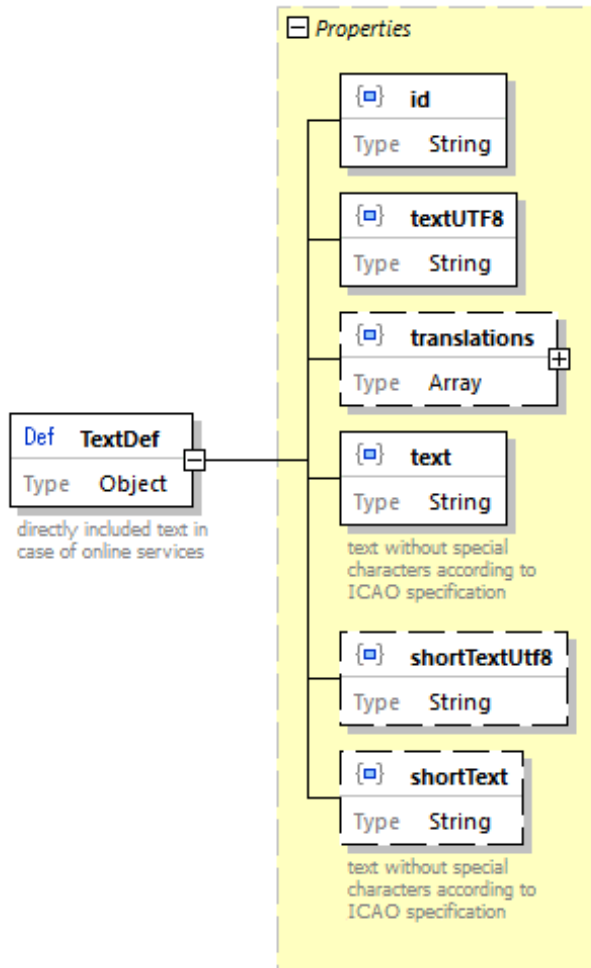 Properties
id
Type String
textUTF8
Type String
translations
Type Array
Def TextDef
Type Object
directly included text in
case of online services
text
Type String
text without special
characters according to
ICAO specification
shortTextUtf8
Type String
shortText
Type String
text without special
characters according to
ICAO specification